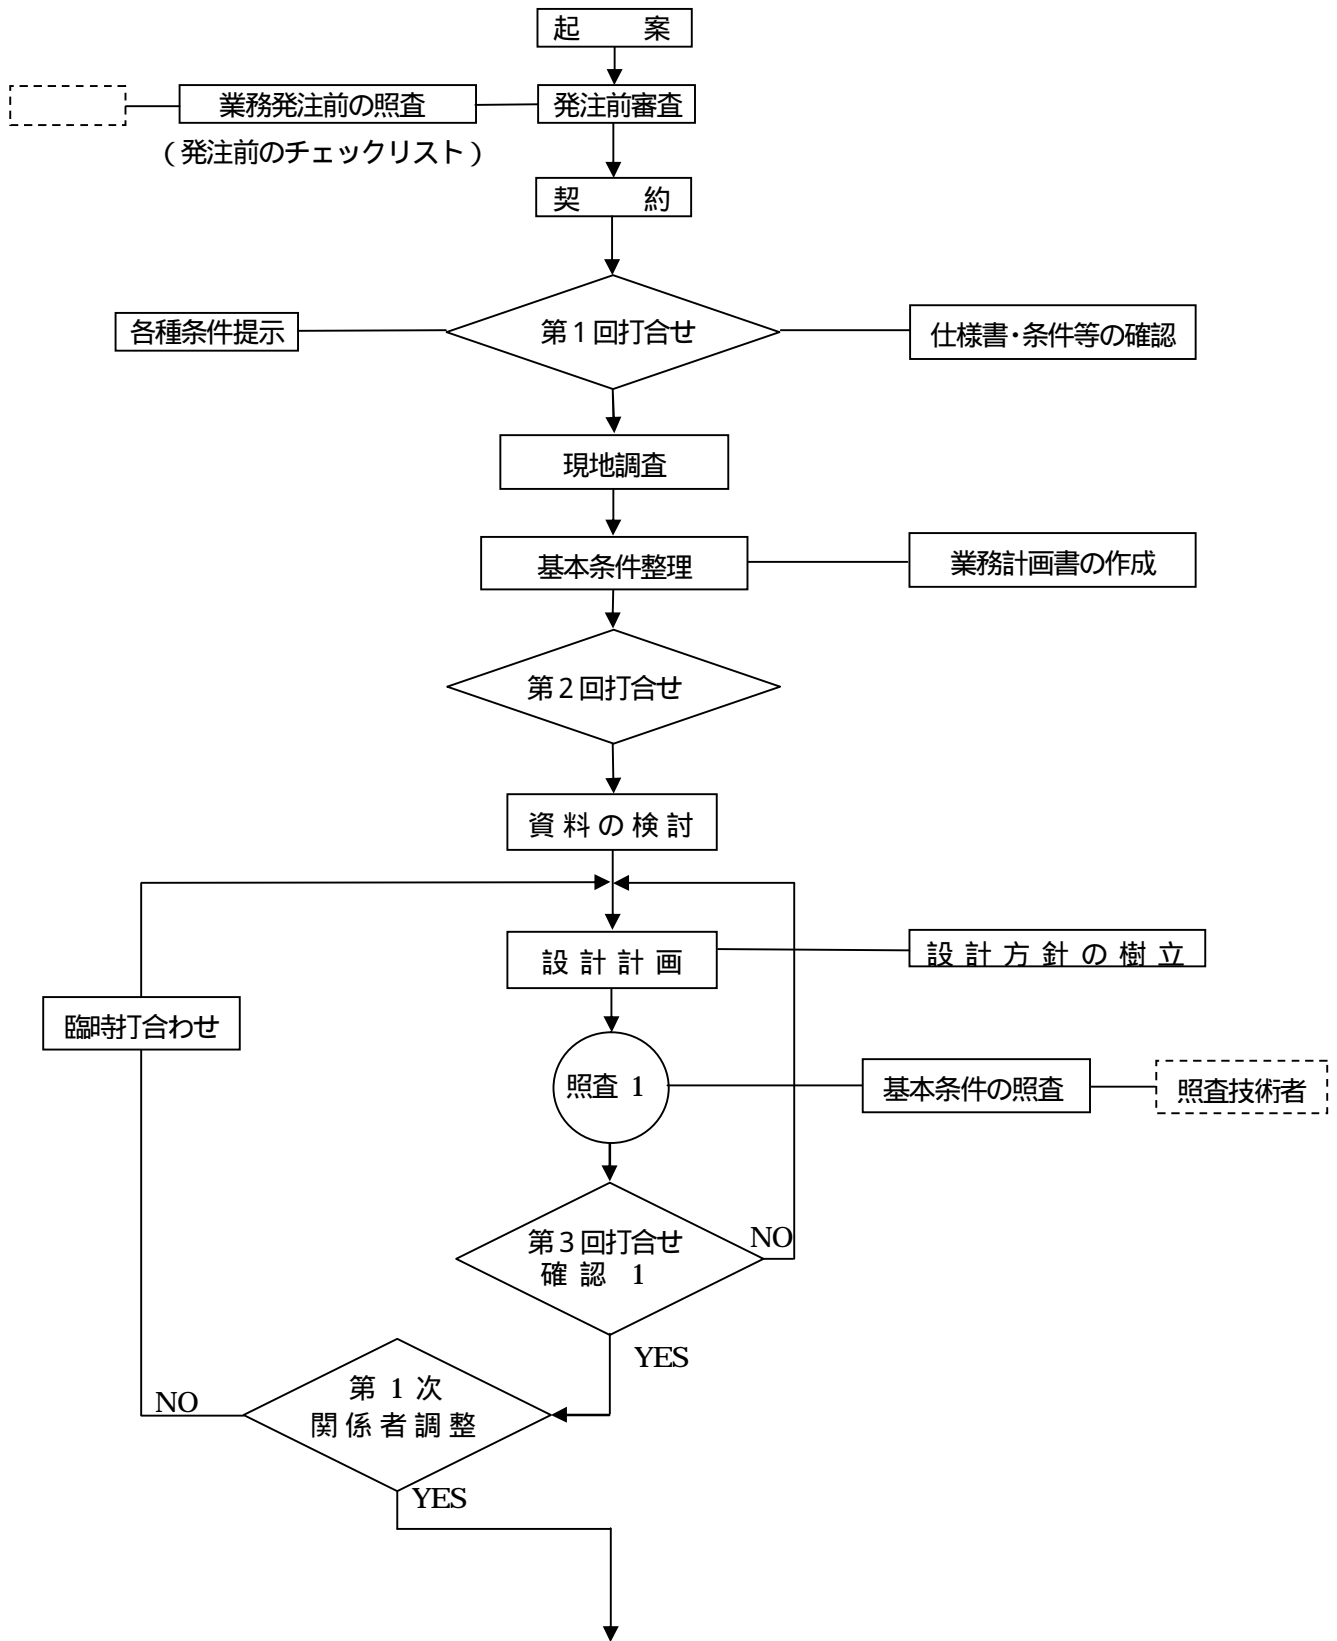 起　　案
業務発注前の照査
発注前審査
(発注前のチェックリスト)
契　　約
各種条件提示
第1回打合せ
仕様書・条件等の確認
現地調査
基本条件整理
業務計画書の作成
第2回打合せ
資料の検討
設計計画
設計方針の樹立
臨時打合わせ
照査 1
基本条件の照査
照査技術者
第3回打合せ
確認 1
NO
YES
第 1 次
関係者調整
NO
YES